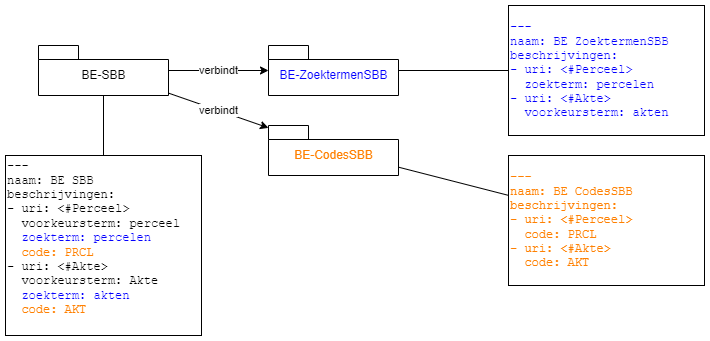 BE-SBB
verbindt
BE-ZoektermenSBB
verbindt
BE-CodesSBB
---
naam: BE ZoektermenSBB
beschrijvingen:
- uri: <#Perceel>
  zoekterm: percelen
- uri: <#Akte>
  voorkeursterm: akten
---
naam: BE SBB
beschrijvingen:
- uri: <#Perceel>
  voorkeursterm: perceel
  zoekterm: percelen
  code: PRCL
- uri: <#Akte>
  voorkeursterm: Akte
  zoekterm: akten
  code: AKT
---
naam: BE CodesSBB
beschrijvingen:
- uri: <#Perceel>
  code: PRCL
- uri: <#Akte>
  code: AKT